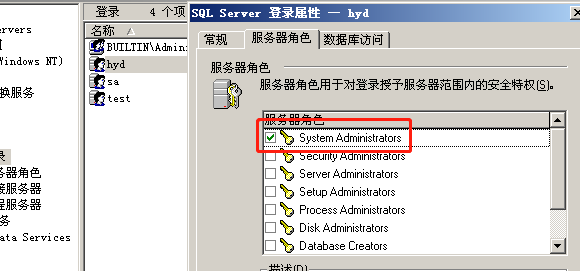 登录 4 个项
SQL Server 登录属性 — hyd
名称
BUILTIN\Admin
hyd
sa
test
常规
服务器角色
数据库访问
服务器角色
服务器角色用于对登录授予服务器范围内的安全特权(S)。
服务器角色
System Administrators
Security Administrators
Server Administrators
Setup Administrators
Process Administrators
Disk Administrators
Database Creators
描述(D)
ervers
Windows NT)
换服务
录
务器角色
接服务器
程服务器
务
ata Services